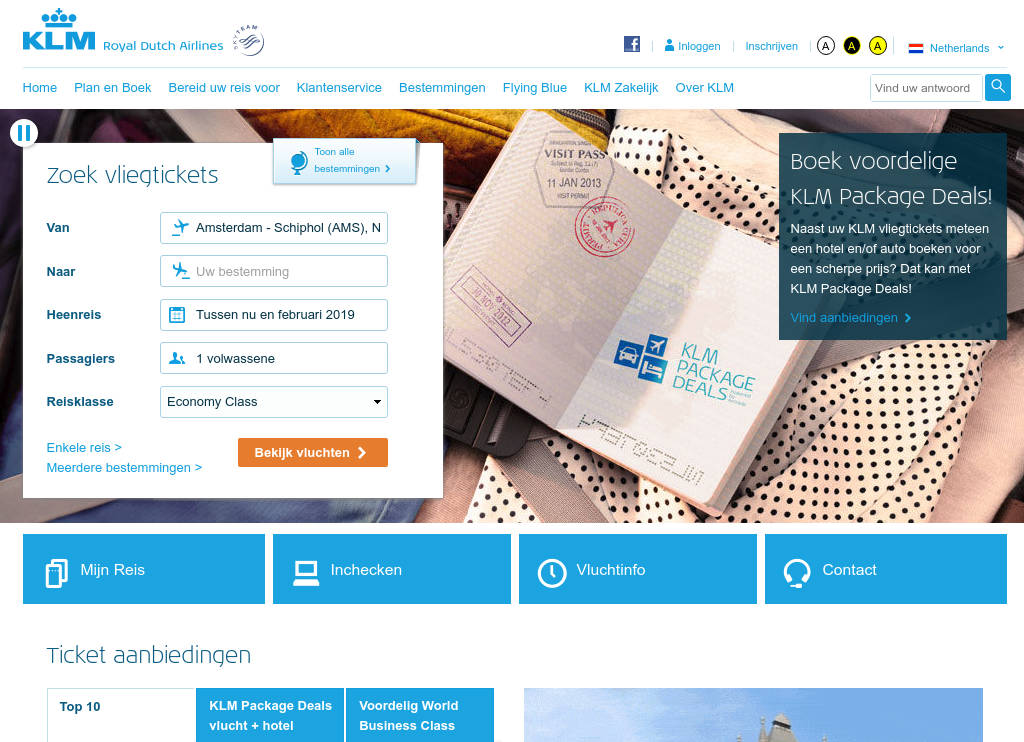 KLM Royal Dutch Airlines
SKYTEAM
Inloggen
Inschrijven
A A A
Netherlands
Home Plan en Boek Bereid uw reis voor Klantenservice Bestemmingen Flying Blue KLM Zakelijk Over KLM
Vind uw antwoord
Zoek vliegtickets
Toon alle
bestemmingen
Van
Amsterdam - Schiphol (AMS), N
Naar
Uw bestemming
Heenreis
Tussen nu en februari 2019
Passagiers
1 volwassene
Reisklasse
Economy Class
Enkele reis >
Meerdere bestemmingen >
Bekijk vluchten
VISIT PASS
11 JAN 2013
VISIT PERMIT
30 NOV 2012
KLM
PACKAGE
DEALS
Boek voordelige
KLM Package Deals!
Naast uw KLM vliegtickets meteen
een hotel en/of auto boeken voor
een scherpe prijs? Dat kan met
KLM Package Deals!
Vind aanbiedingen
Mijn Reis
Inchecken
Vluchtinfo
Contact
Ticket aanbiedingen
Top 10
KLM Package Deals
vlucht + hotel
Voordelig World
Business Class